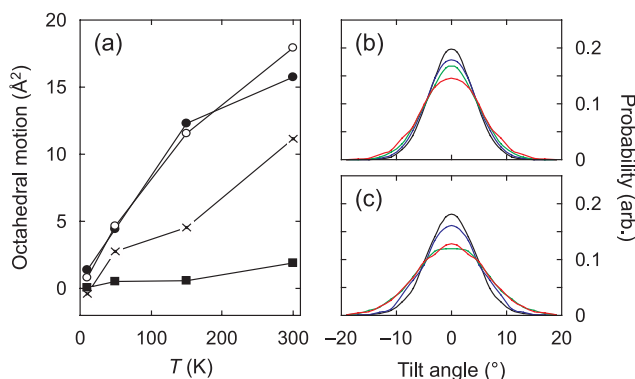 (a)
Octahedral motion (Å²)
20
15
10
5
0
0 100 200 300
T (K)
(b)
0.2
0.1
0
(c)
0.2
0.1
0
Probability (arb.)
–20 –10 0 10 20
Tilt angle (°)